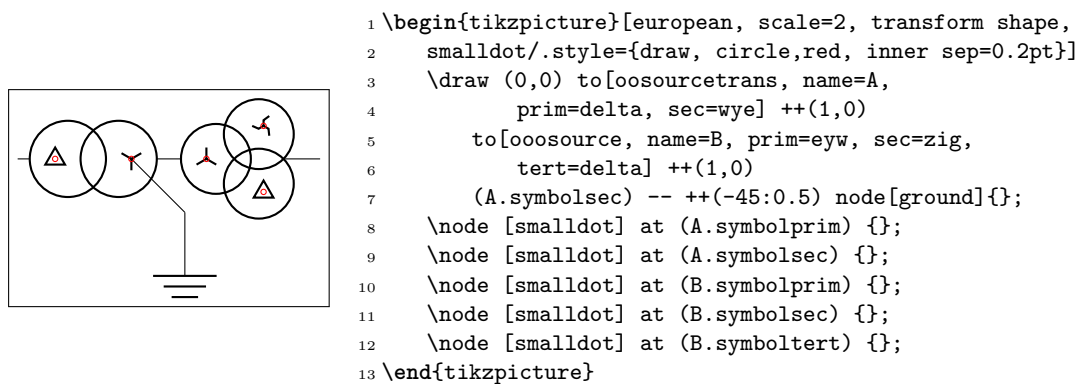 1 \begin{tikzpicture}[european, scale=2, transform shape,
2     smalldot/.style={draw, circle,red, inner sep=0.2pt}]
3     \draw (0,0) to[oosourcetrans, name=A,
4             prim=delta, sec=wye] ++(1,0)
5         to[ooosource, name=B, prim=eyw, sec=zig,
6             tert=delta] ++(1,0)
7         (A.symbolsec) -- ++(-45:0.5) node[ground]{};
8     \node [smalldot] at (A.symbolprim) {};
9     \node [smalldot] at (A.symbolsec) {};
10     \node [smalldot] at (B.symbolprim) {};
11     \node [smalldot] at (B.symbolsec) {};
12     \node [smalldot] at (B.symboltert) {};
13 \end{tikzpicture}